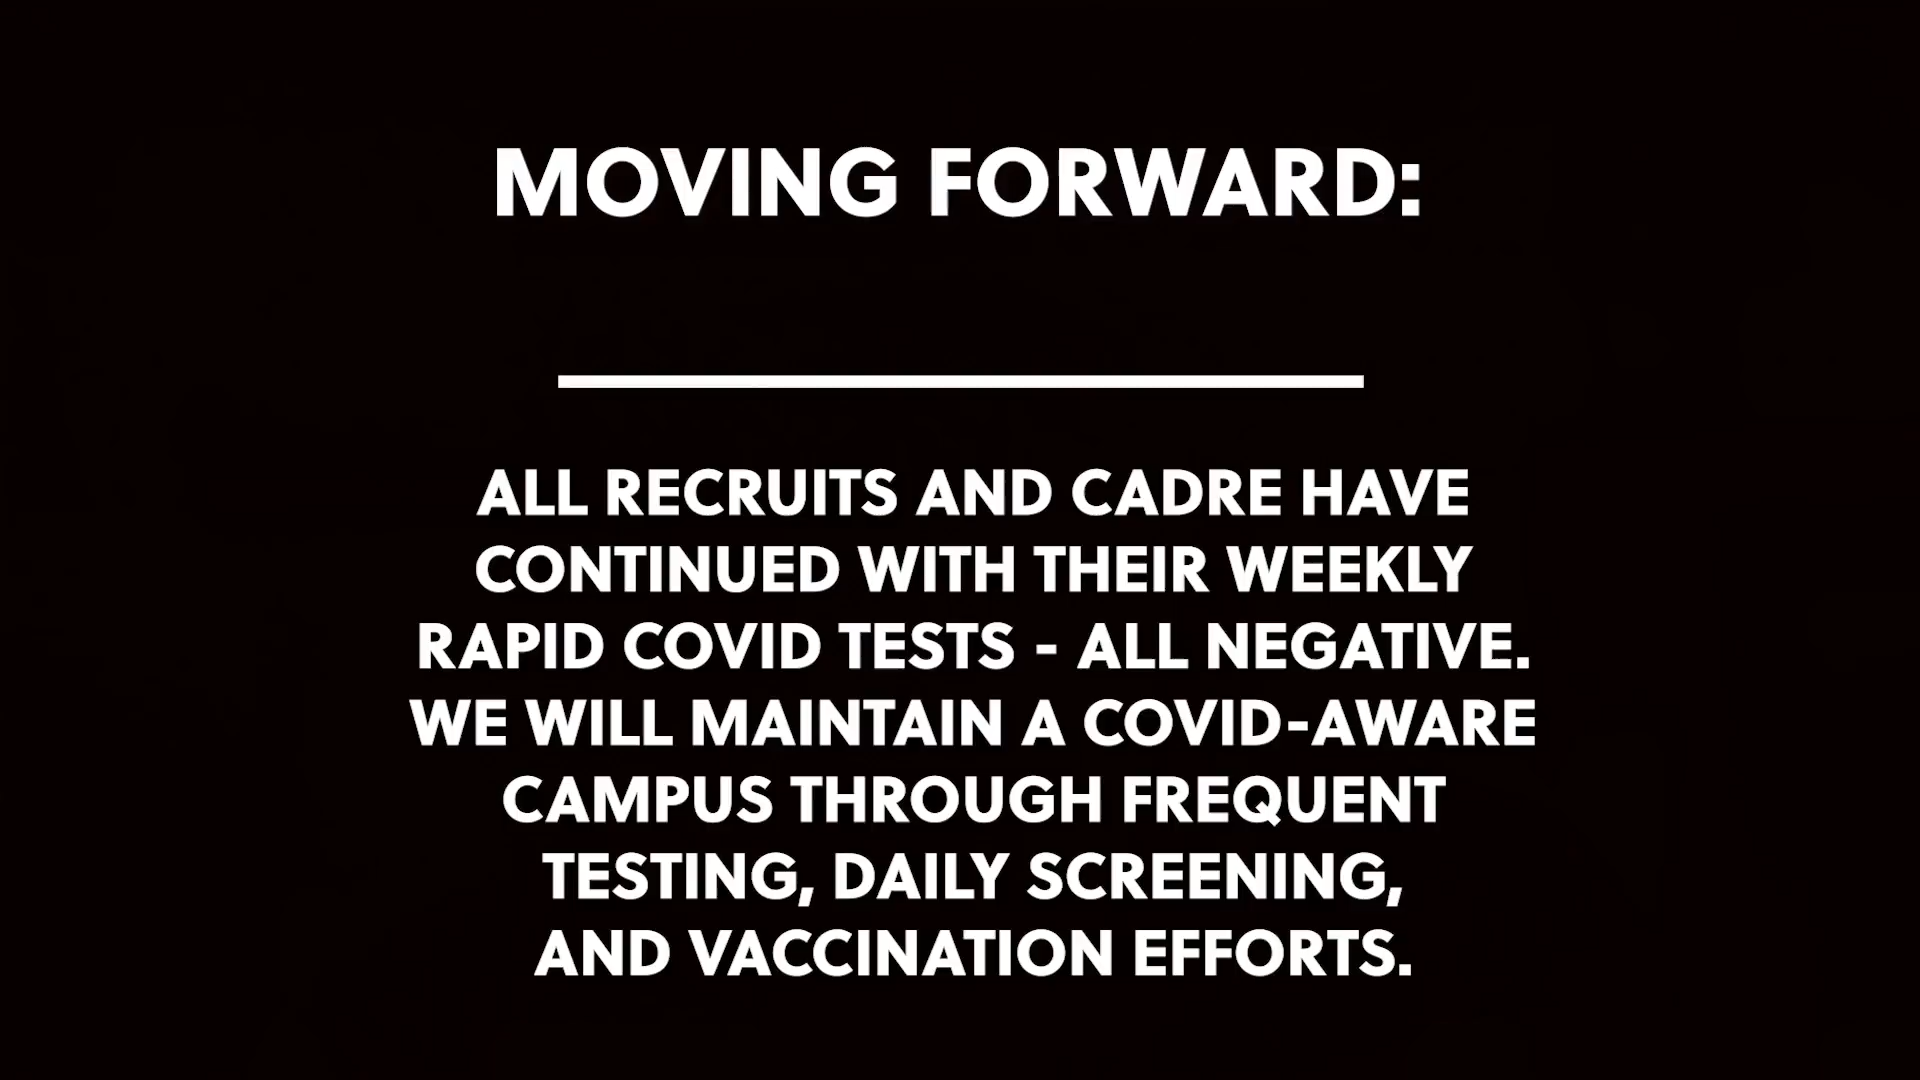 MOVING FORWARD:
ALL RECRUITS AND CADRE HAVE
CONTINUED WITH THEIR WEEKLY
RAPID COVID TESTS - ALL NEGATIVE.
WE WILL MAINTAIN A COVID-AWARE
CAMPUS THROUGH FREQUENT
TESTING, DAILY SCREENING,
AND VACCINATION EFFORTS.